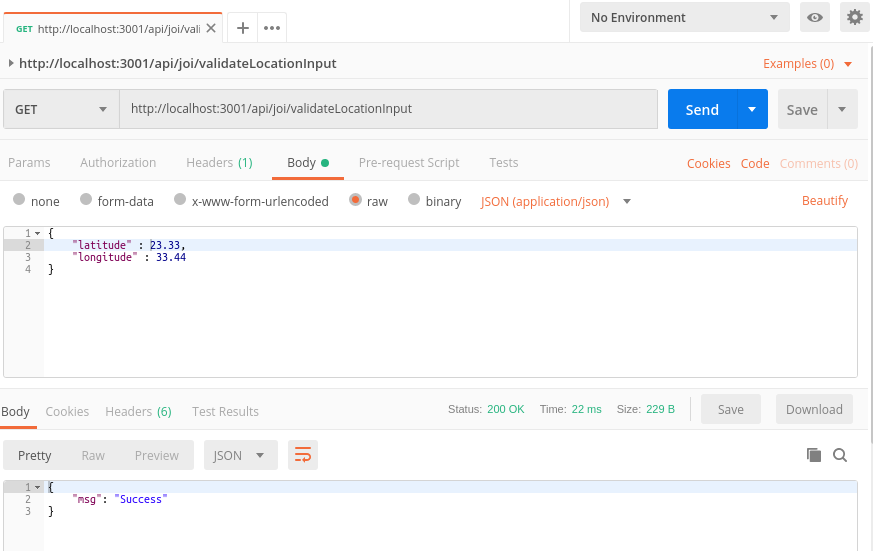 GET http://localhost:3001/api/joi/vali
No Environment
http://localhost:3001/api/joi/validateLocationInput
Examples (0)
GET http://localhost:3001/api/joi/validateLocationInput Send Save
Params Authorization Headers (1) Body Pre-request Script Tests Cookies Code Comments (0)
none form-data x-www-form-urlencoded raw binary JSON (application/json) Beautify
1 {
2 "latitude" : 23.33,
3 "longitude" : 33.44
4 }
Body Cookies Headers (6) Test Results Status: 200 OK Time: 22 ms Size: 229 B Save Download
Pretty Raw Preview JSON
1 {
2 "msg": "Success"
3 }